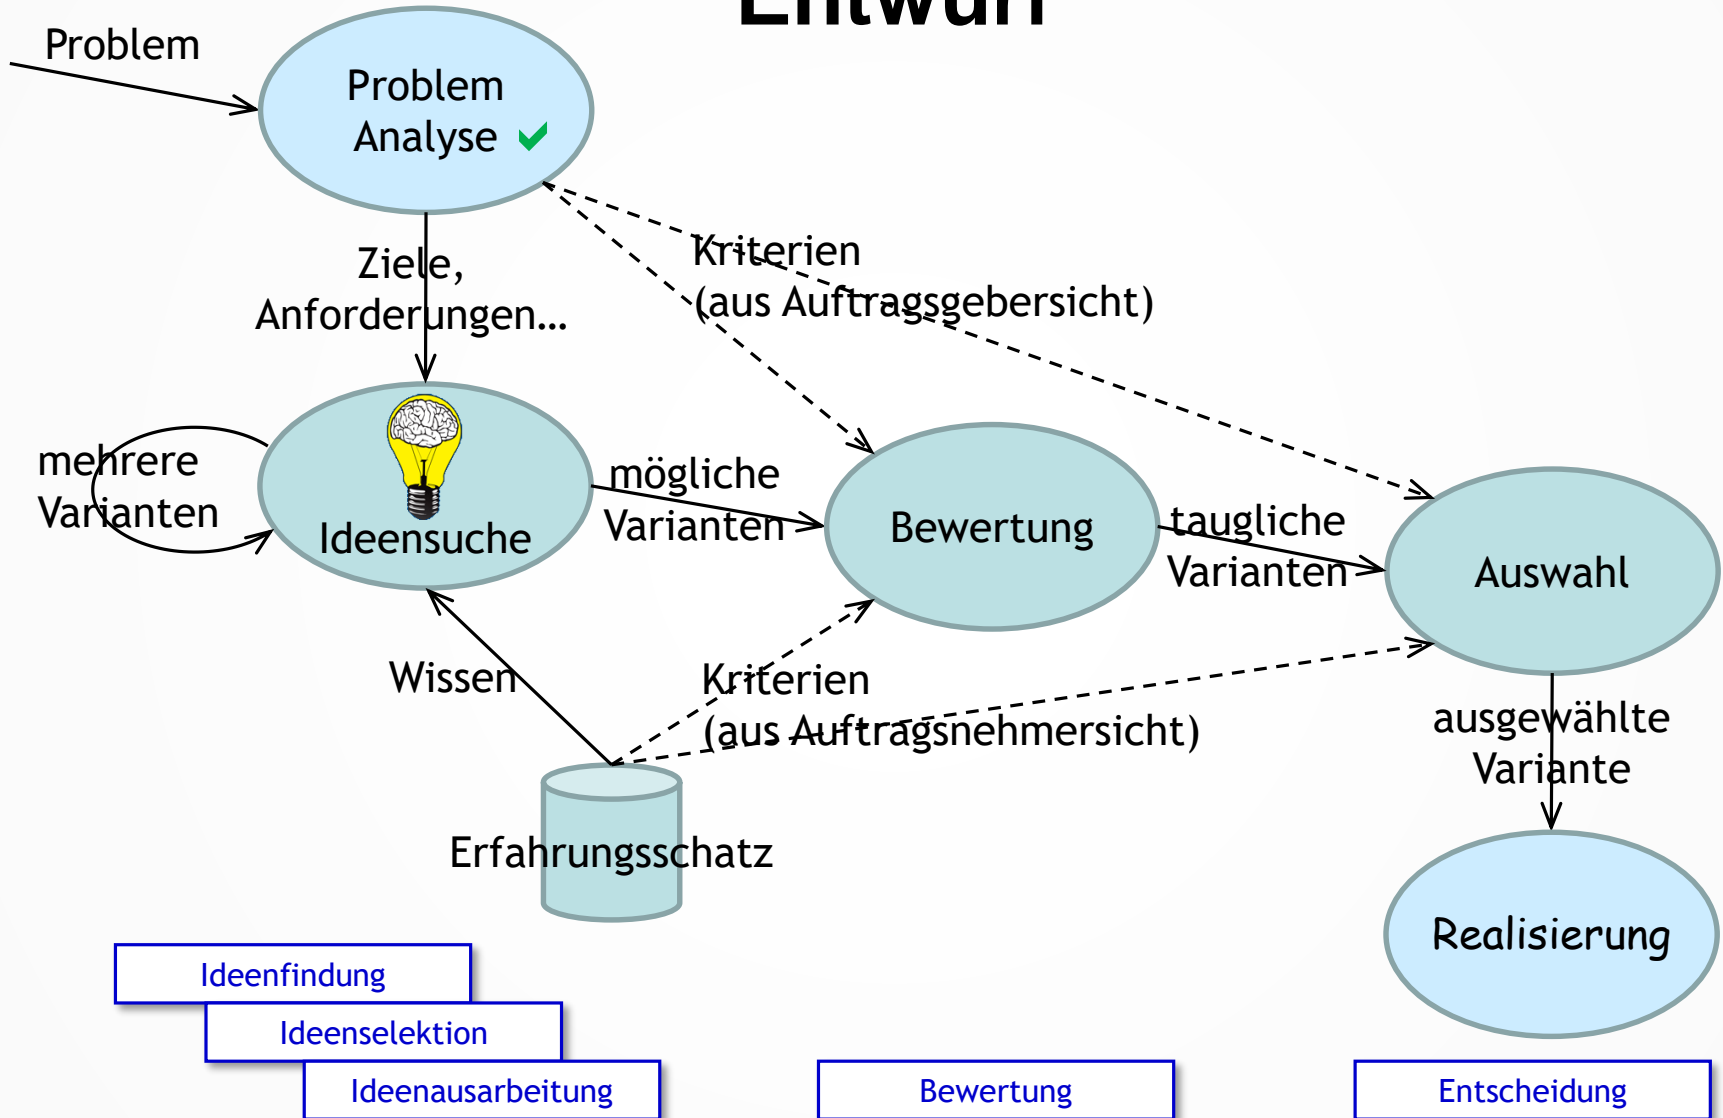 Entwurf
Problem
Problem
Analyse
Ziele,
Anforderungen…
Kriterien
(aus Auftragsgebersicht)
mehrere
Varianten
Ideensuche
mögliche
Varianten
Bewertung
taugliche
Varianten
Auswahl
Wissen
Kriterien
(aus Auftragsnehmersicht)
ausgewählte
Variante
Erfahrungsschatz
Realisierung
Ideenfindung
Ideenselektion
Ideenausarbeitung
Bewertung
Entscheidung